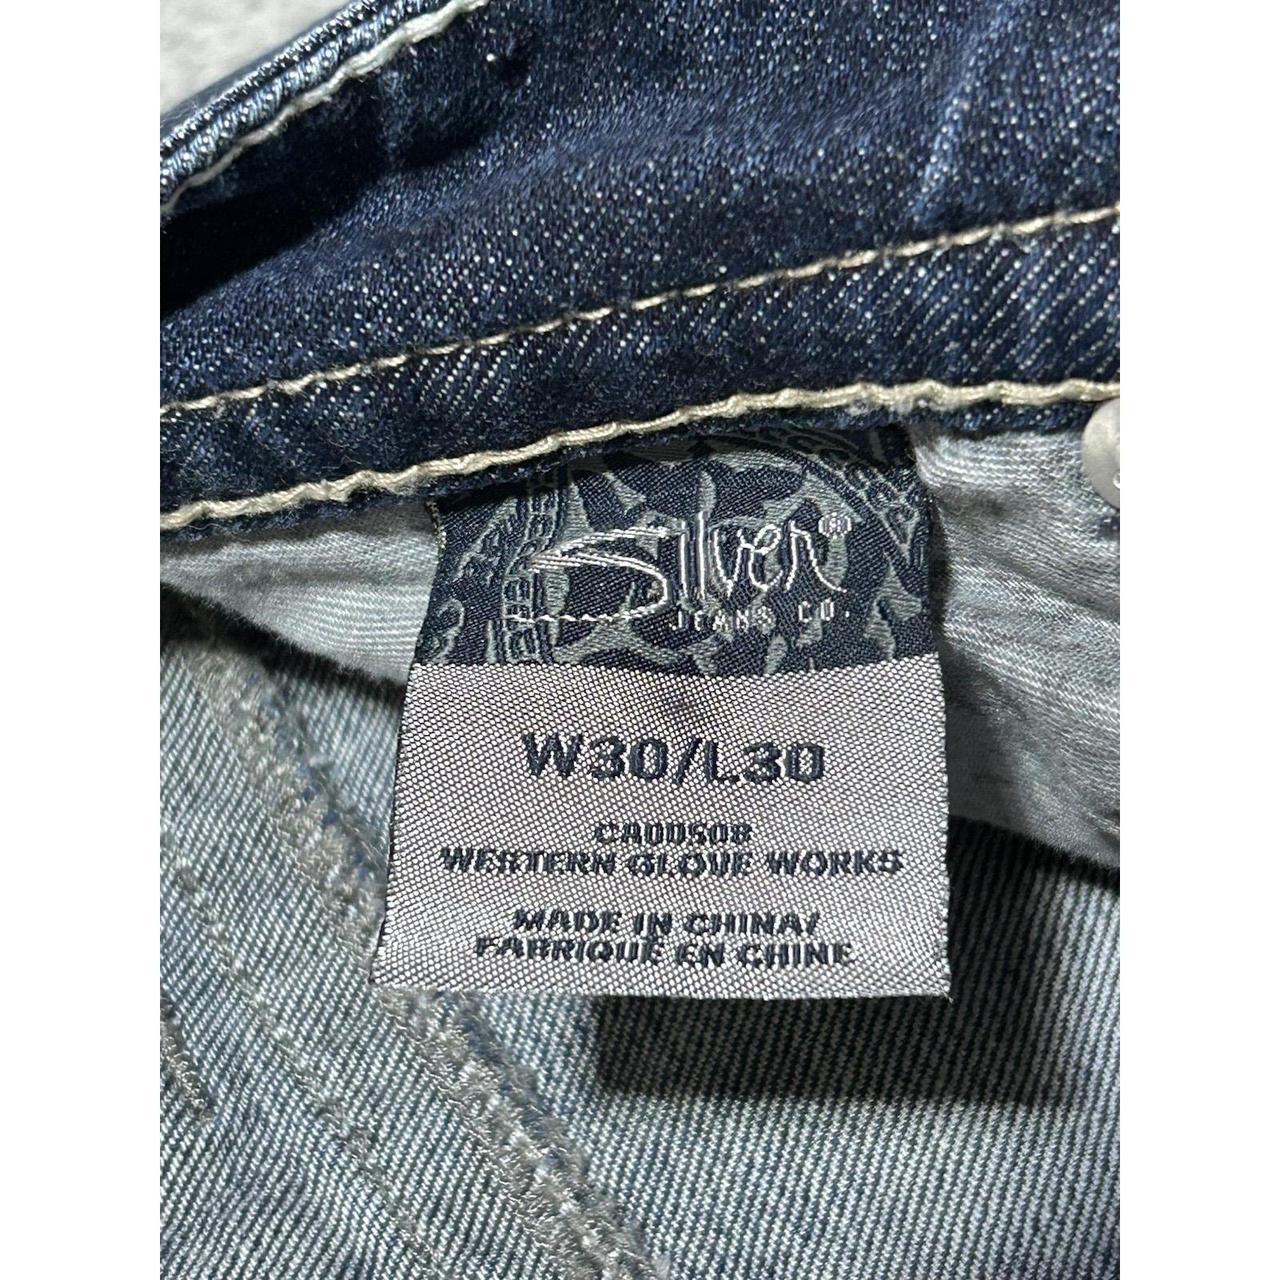 Silver®
JEANS CO.
W30/L30
CA00508
WESTERN GLOVE WORKS
MADE IN CHINA/
FABRIQUÉ EN CHINE